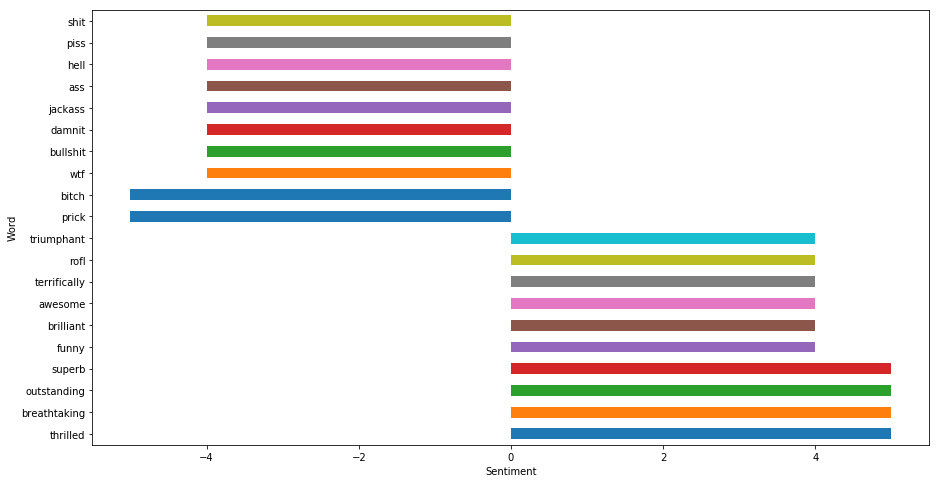 shit
piss
hell
ass
jackass
damnit
bullshit
wtf
bitch
prick
triumphant
rofl
terrifically
awesome
brilliant
funny
superb
outstanding
breathtaking
thrilled
Word
−4 −2 0 2 4
Sentiment